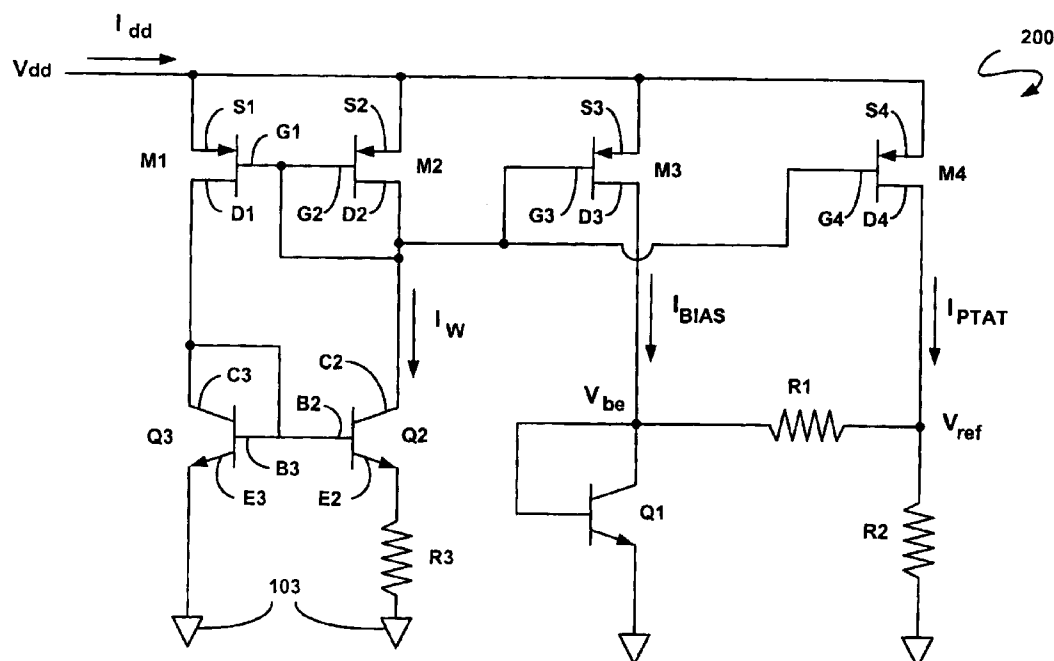 I dd
200
Vdd
S1
S2
S3
S4
G1
M1
M2
M3
M4
D1
G2
D2
G3
D3
G4
D4
I W
I BIAS
I PTAT
C3
C2
B2
V be
R1
V ref
Q3
Q2
B3
E3
E2
Q1
R2
R3
103